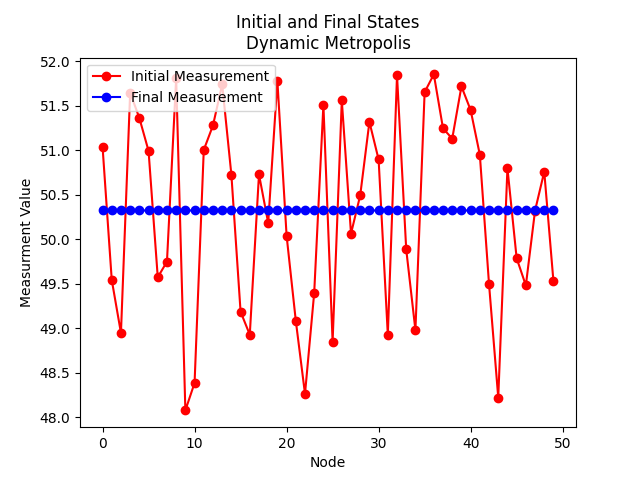 Initial and Final States
Dynamic Metropolis
Initial Measurement
Final Measurement
52.0
51.5
51.0
50.5
50.0
49.5
49.0
48.5
48.0
Measurment Value
0 10 20 30 40 50
Node